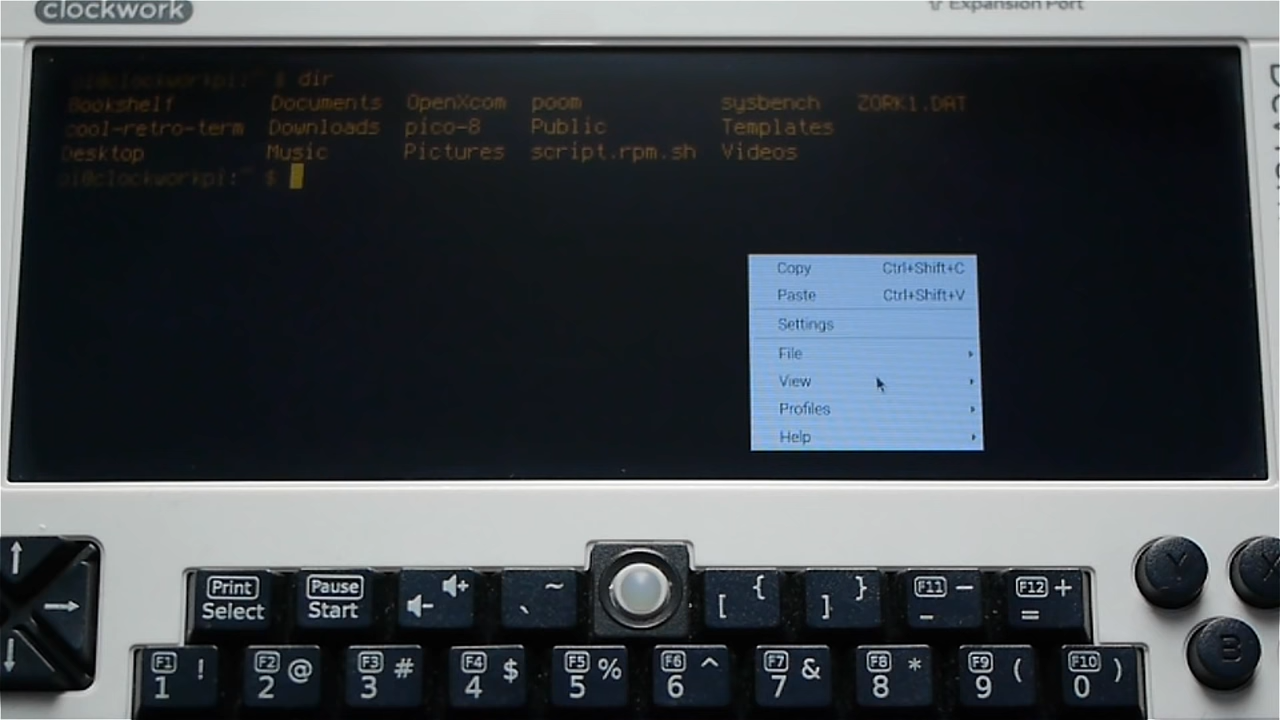 clockwork
Expansion Port
pi@clockworkpi:~ $ dir
Bookshelf Documents OpenXcom poom sysbench ZORK1.DAT
cool-retro-term Downloads pico-8 Public Templates
Desktop Music Pictures script.rpm.sh Videos
pi@clockworkpi:~ $
Copy Ctrl+Shift+C
Paste Ctrl+Shift+V
Settings
File
View
Profiles
Help
Print Pause F11 − F12 +
Select Start ` ~ [ { ] } _ =
Y X
B
F1 ! F2 @ F3 # F4 $ F5 % F6 ^ F7 & F8 * F9 ( F10 )
1 2 3 4 5 6 7 8 9 0